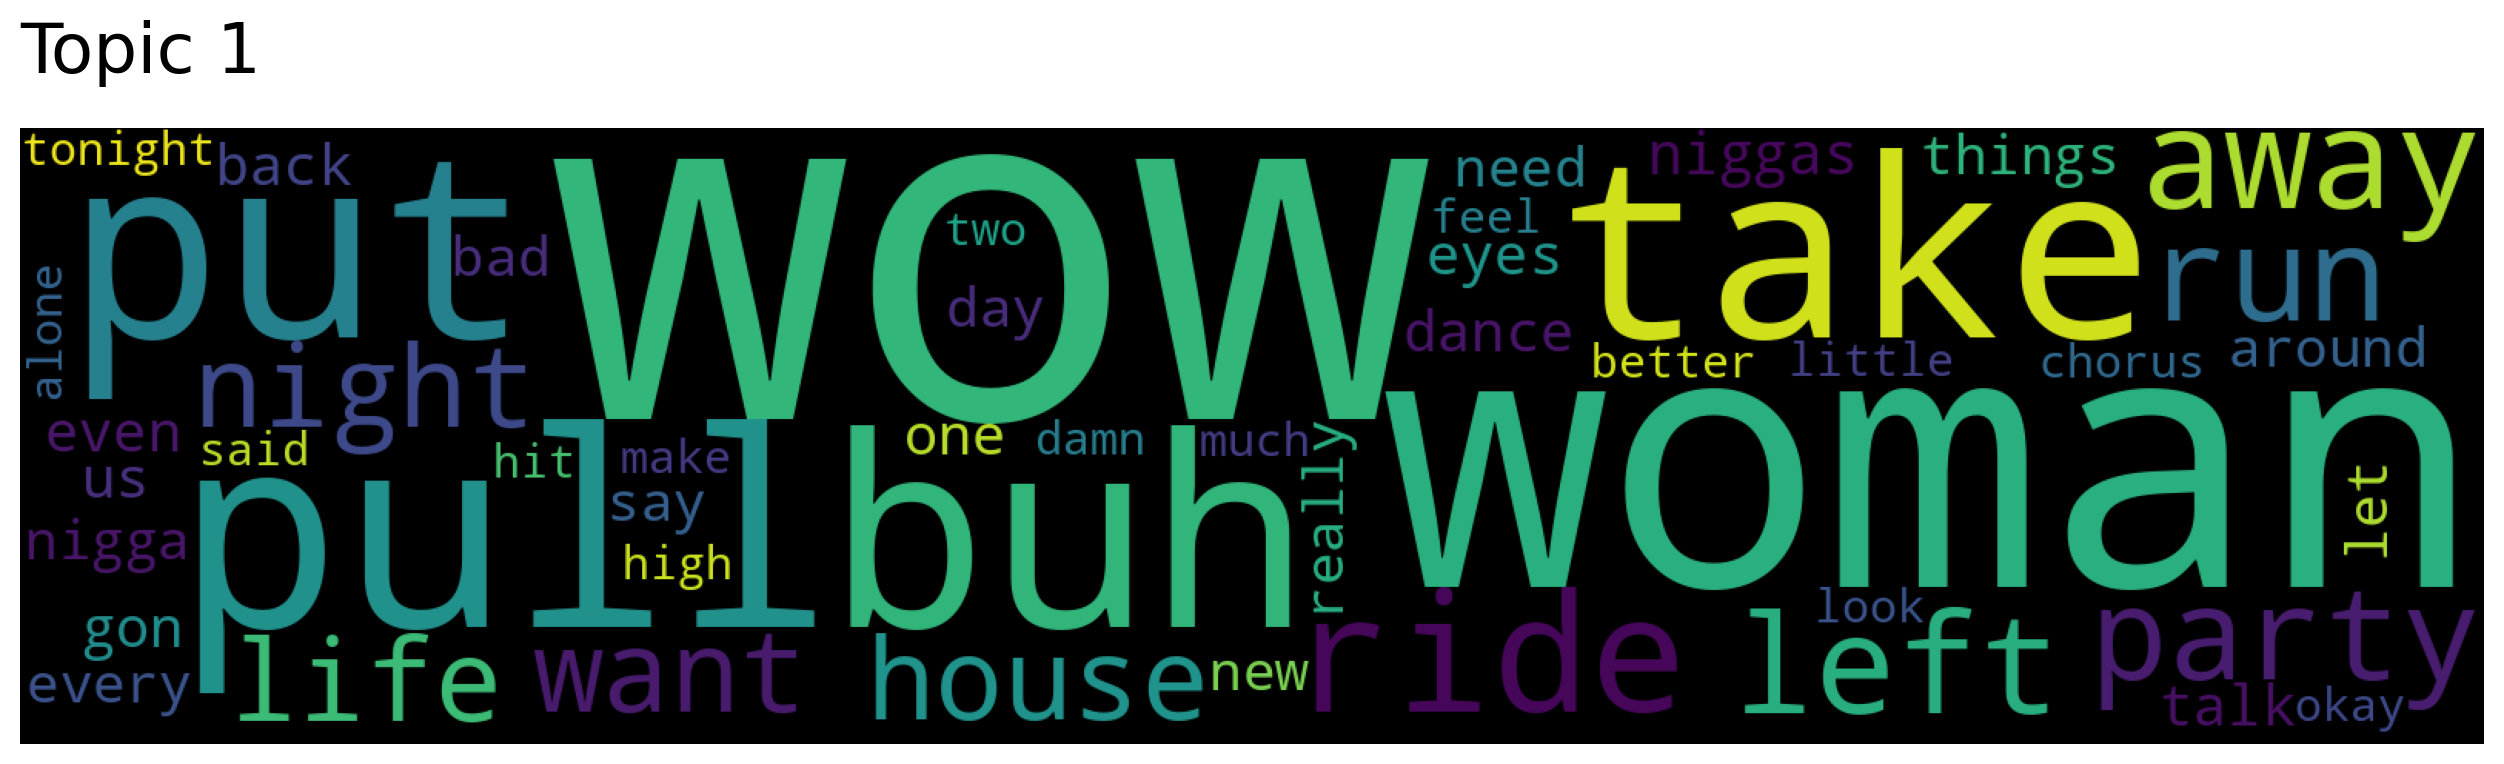 Topic 1
tonight
back
put
wow
two
day
bad
need
feel
eyes
dance
niggas
things
away
take
run
better
little
chorus
around
alone
night
even
us
said
hit
make
say
high
one
damn
much
really
pull
buh
woman
let
nigga
gon
every
life
want
house
new
ride
left
look
party
talk
okay